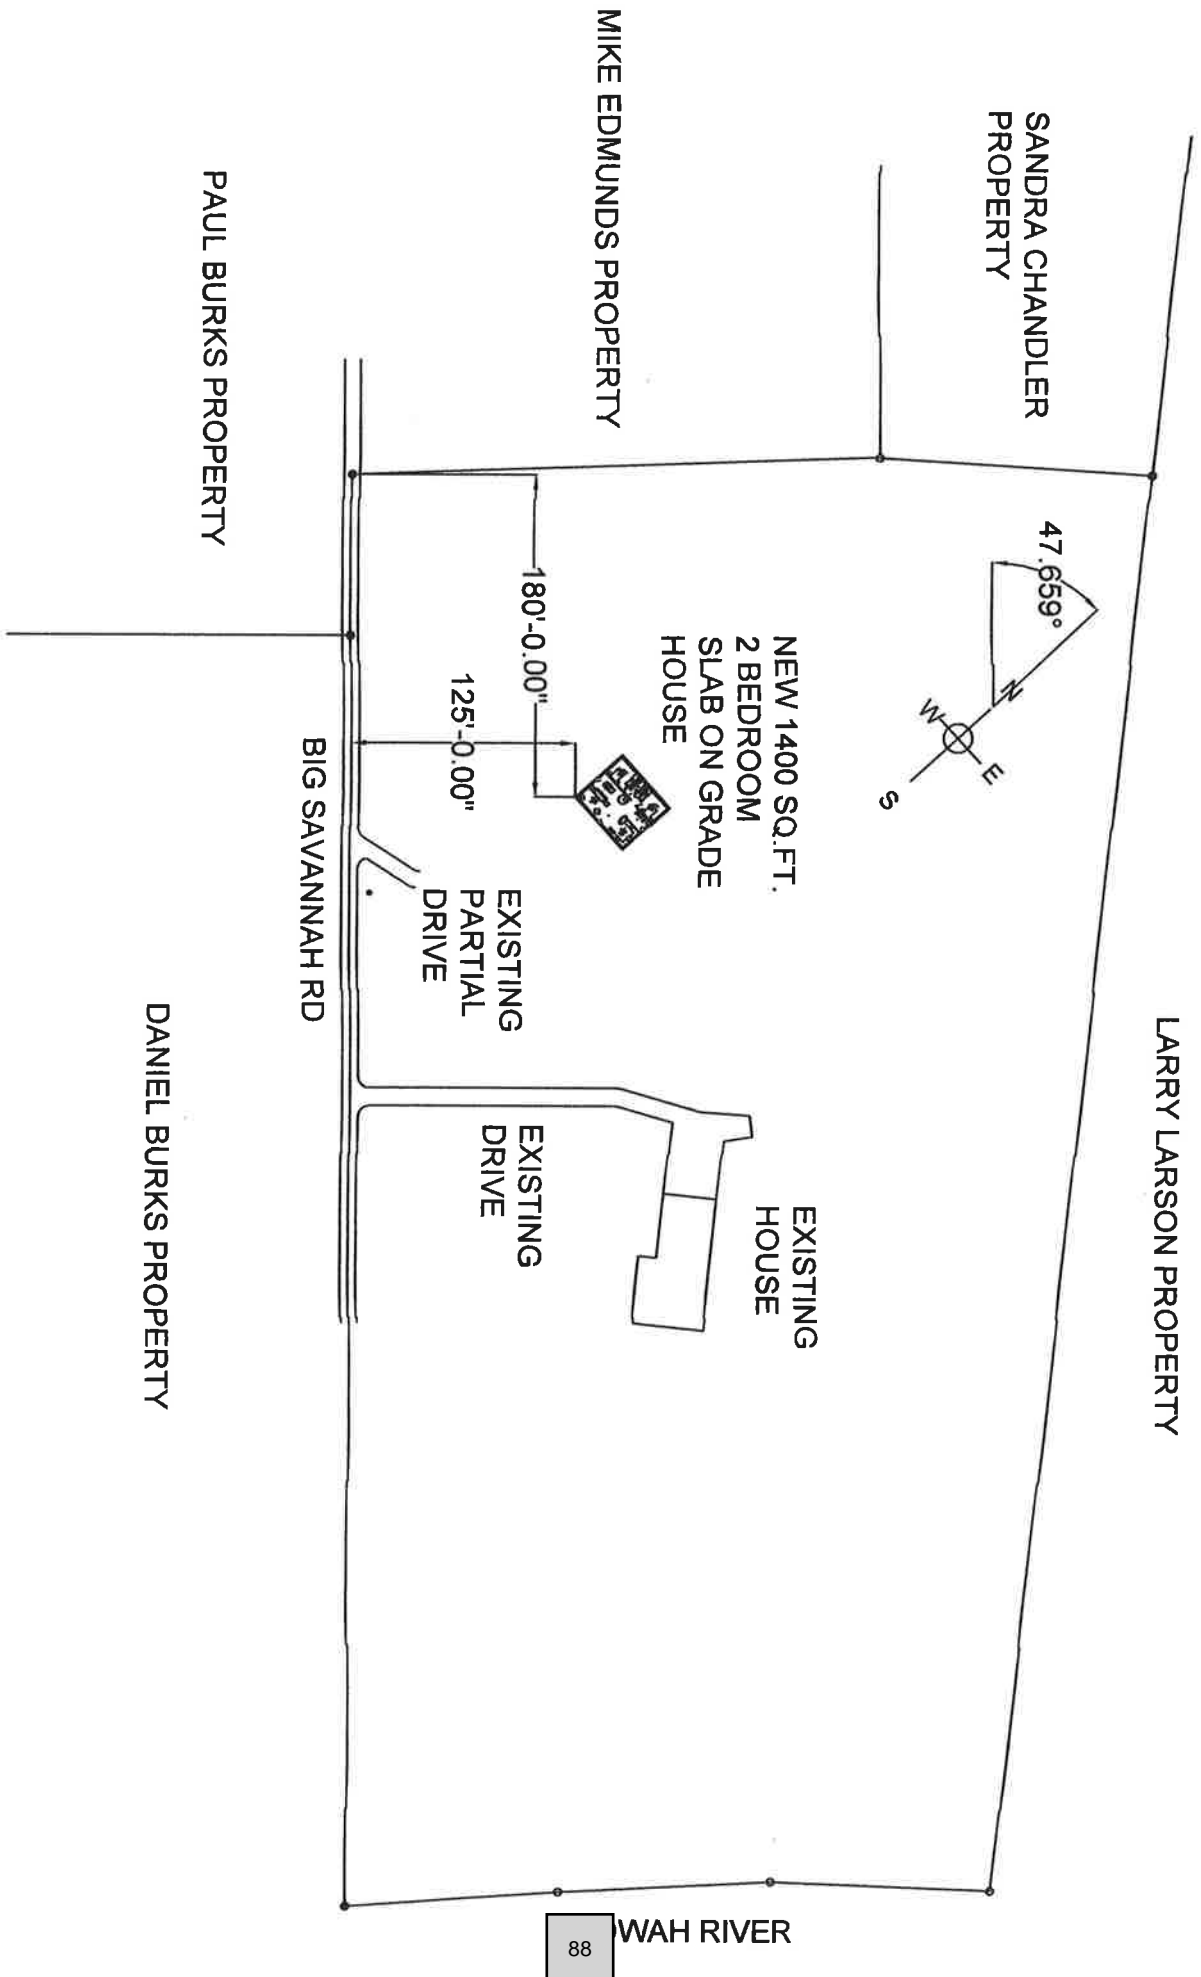 SANDRA CHANDLER
PROPERTY
MIKE EDMUNDS PROPERTY
PAUL BURKS PROPERTY
LARRY LARSON PROPERTY
47.659°
N
W
E
S
NEW 1400 SQ.FT.
2 BEDROOM
SLAB ON GRADE
HOUSE
180'-0.00"
125'-0.00"
EXISTING
PARTIAL
DRIVE
BIG SAVANNAH RD
EXISTING
HOUSE
EXISTING
DRIVE
DANIEL BURKS PROPERTY
RIVER
88